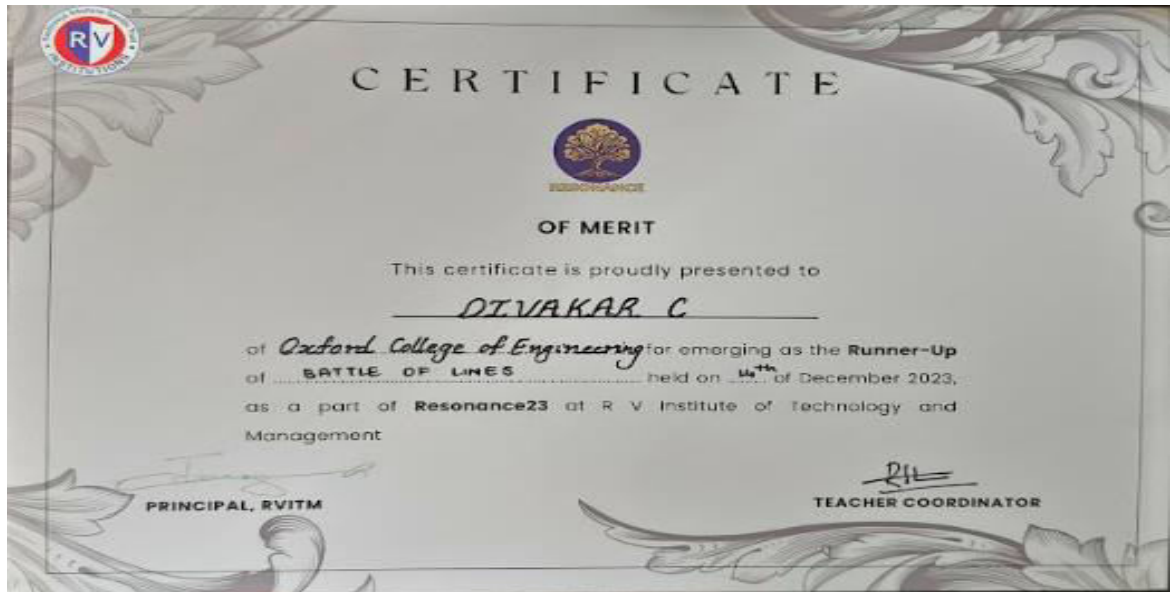 RV
INSTITUTIONS
CERTIFICATE
RESONANCE
OF MERIT
This certificate is proudly presented to
DIVAKAR C
of Oxford College of Engineering for emerging as the Runner-Up
of BATTLE OF LINES held on 14th of December 2023,
as a part of Resonance23 at R V Institute of Technology and
Management
PRINCIPAL, RVITM
TEACHER COORDINATOR